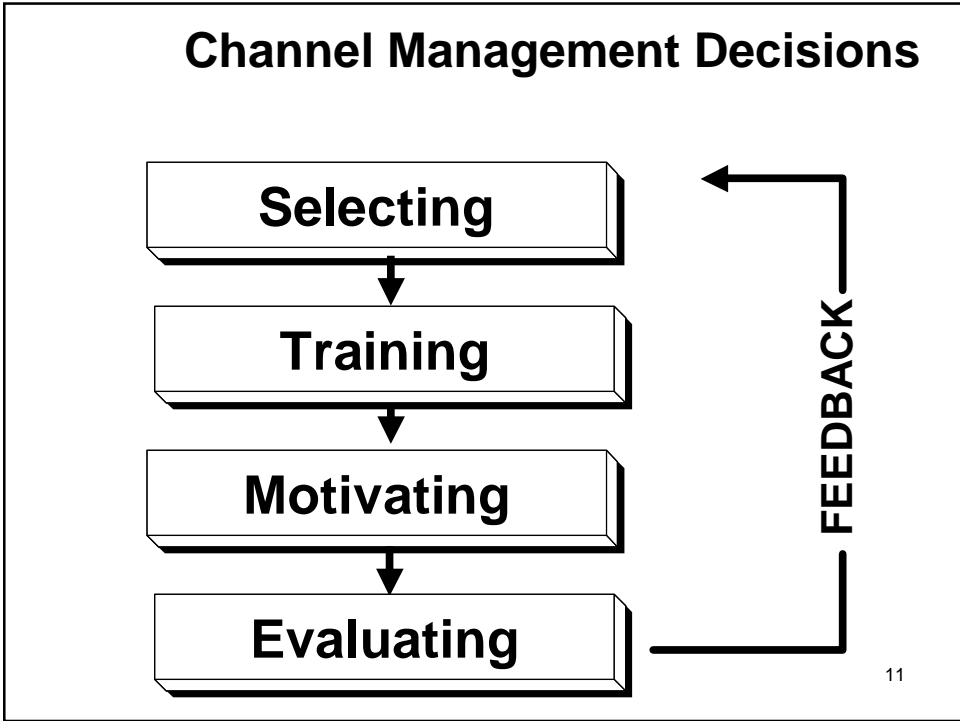 Channel Management Decisions
Selecting
Training
Motivating
Evaluating
FEEDBACK
11